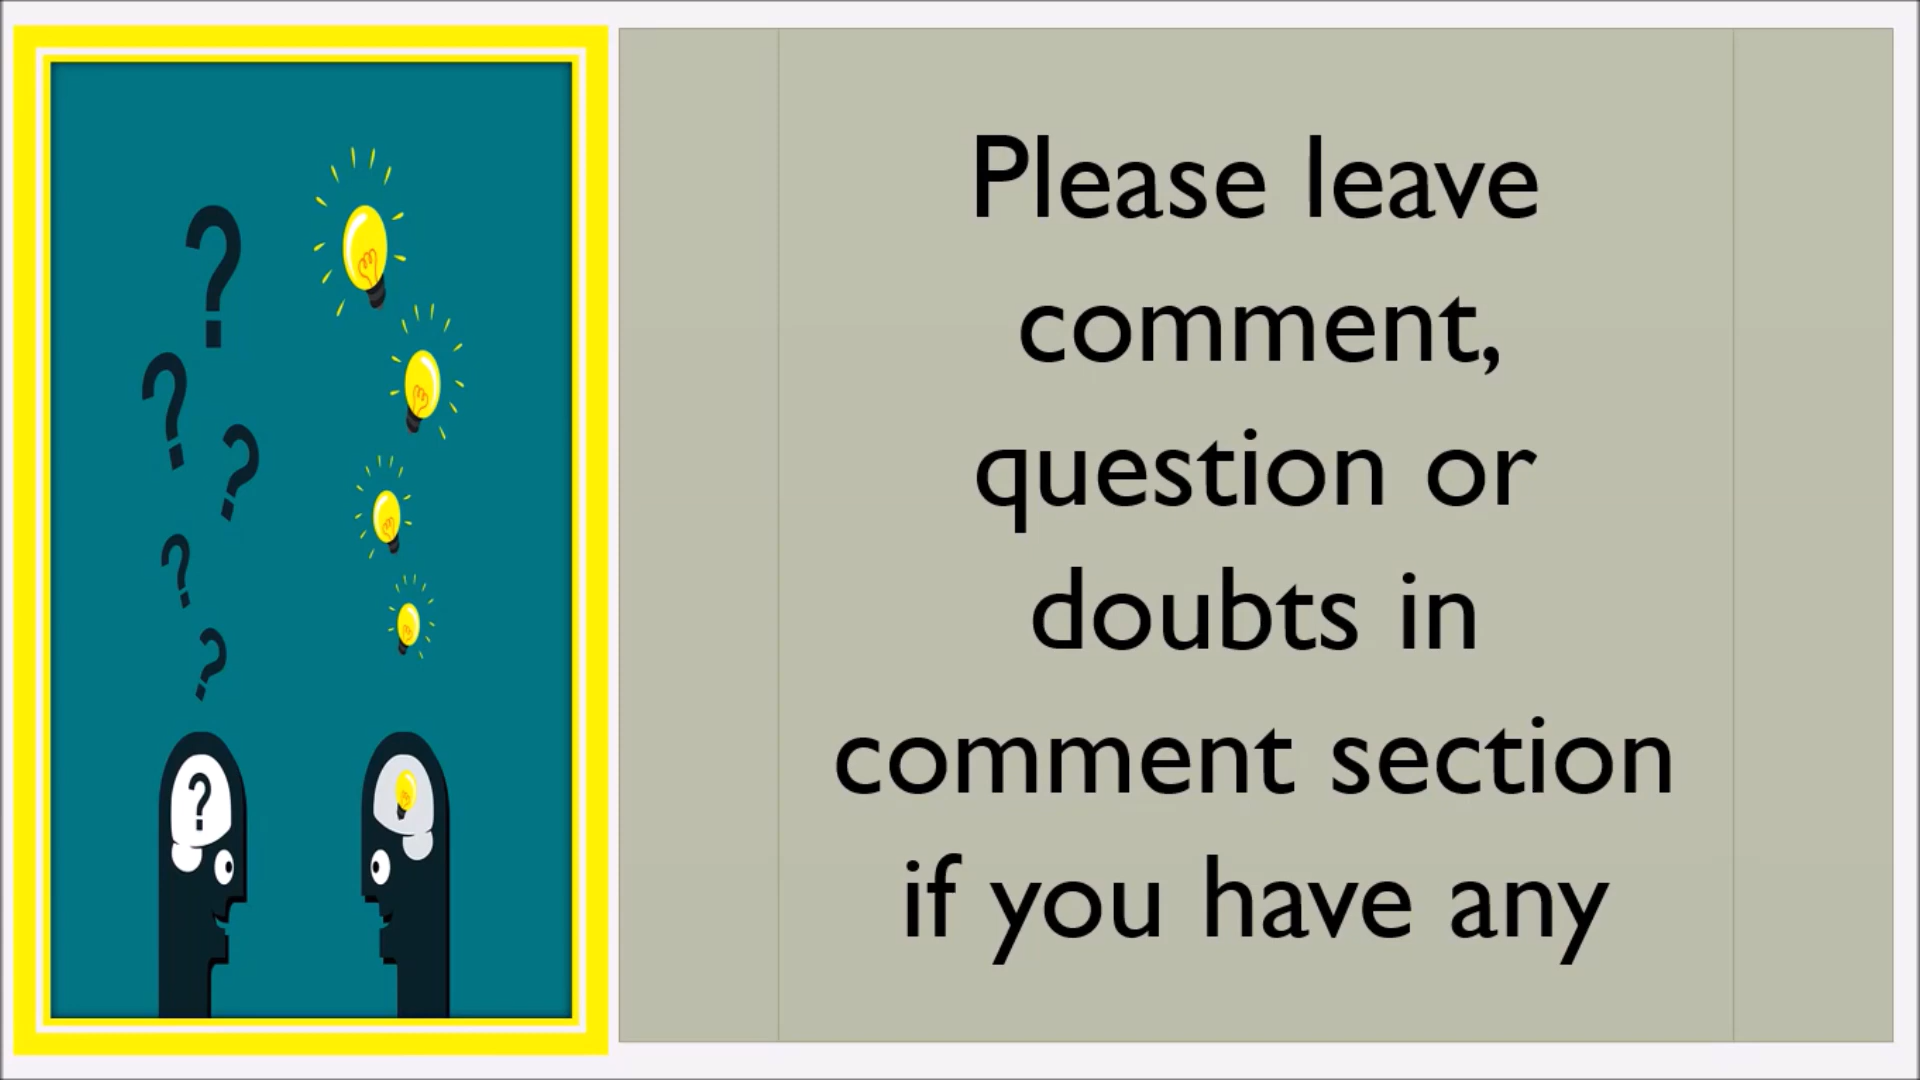 Please leave
comment,
question or
doubts in
comment section
if you have any